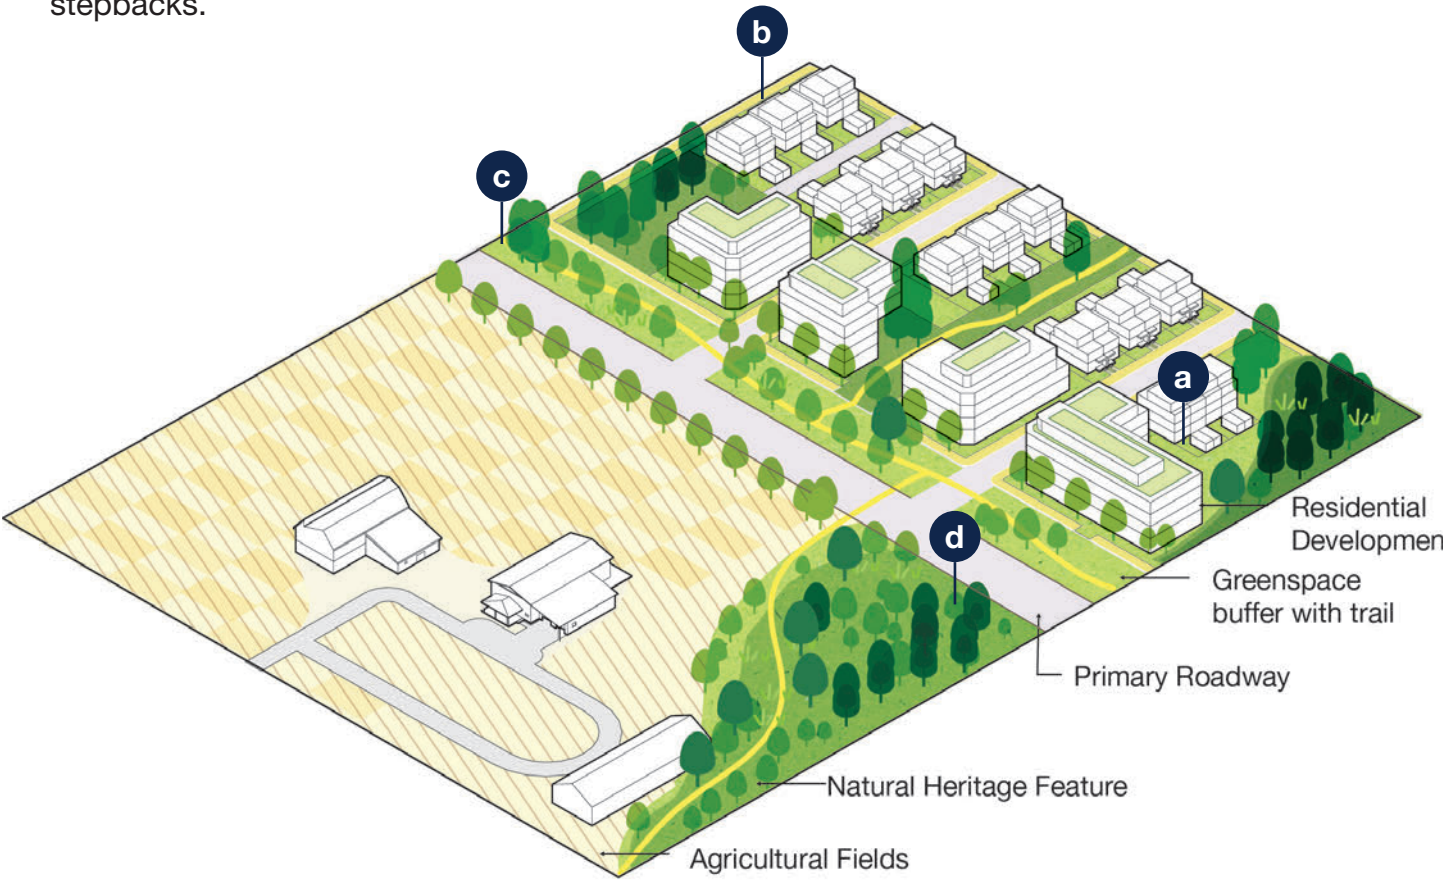 stepbacks.
b
c
a
Residential
Developmen
d
Greenspace
buffer with trail
Primary Roadway
Natural Heritage Feature
Agricultural Fields